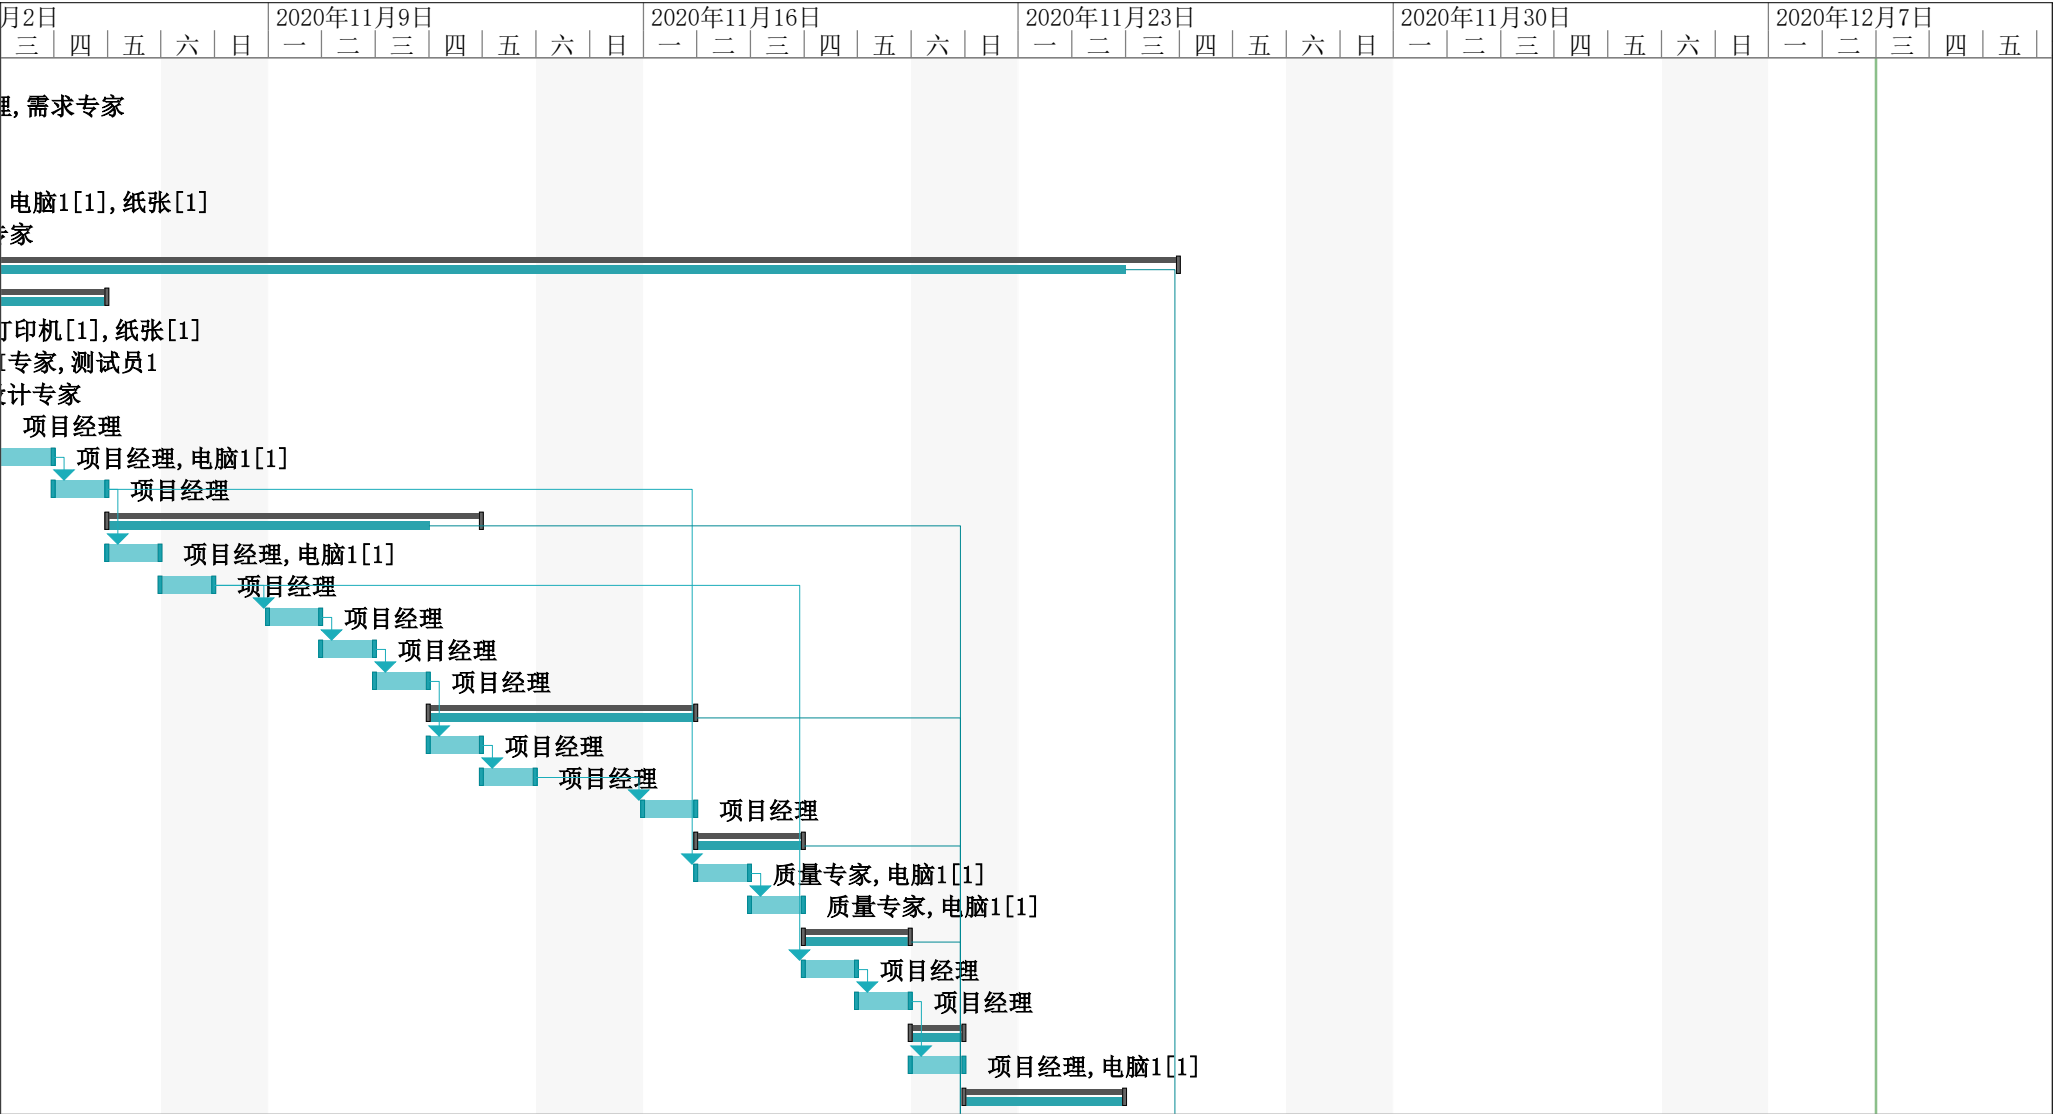 月2日 2020年11月9日 2020年11月16日 2020年11月23日 2020年11月30日 2020年12月7日
三 四 五 六 日 一 二 三 四 五 六 日 一 二 三 四 五 六 日 一 二 三 四 五 六 日 一 二 三 四 五 六 日 一 二 三 四 五
理,需求专家
电脑1[1],纸张[1]
专家
打印机[1],纸张[1]
专家,测试员1
设计专家
项目经理
项目经理,电脑1[1]
项目经理
项目经理,电脑1[1]
项目经理
项目经理
项目经理
项目经理
项目经理
项目经理
项目经理
质量专家,电脑1[1]
质量专家,电脑1[1]
项目经理
项目经理
项目经理,电脑1[1]